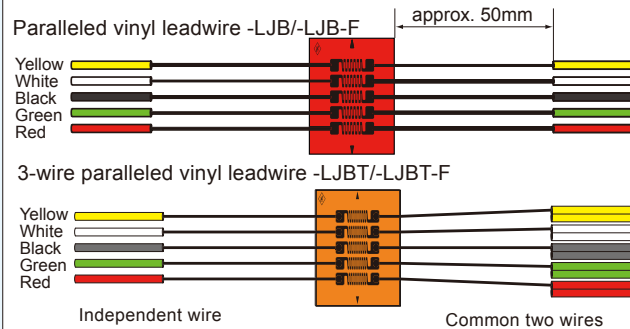 Paralleled vinyl leadwire -LJB/-LJB-F
approx. 50mm
Yellow
White
Black
Green
Red
3-wire paralleled vinyl leadwire -LJBT/-LJBT-F
Yellow
White
Black
Green
Red
Independent wire
Common two wires